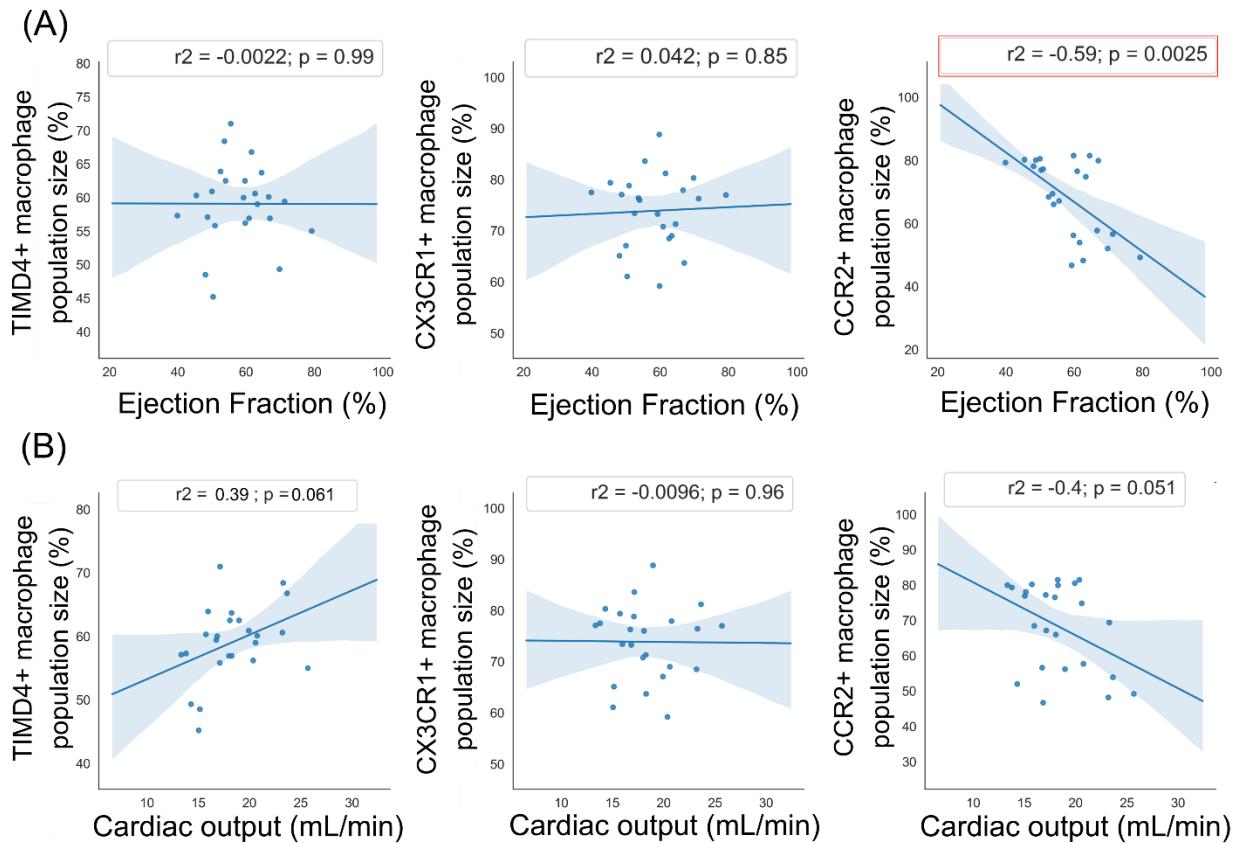 (A)
r2 = -0.0022; p = 0.99
TIMD4+ macrophage
population size (%)
80
75
70
65
60
55
50
45
40
20
40
60
80
100
Ejection Fraction (%)
r2 = 0.042; p = 0.85
CX3CR1+ macrophage
population size (%)
100
90
80
70
60
50
20
40
60
80
100
Ejection Fraction (%)
r2 = -0.59; p = 0.0025
CCR2+ macrophage
population size (%)
100
80
60
40
20
20
40
60
80
100
Ejection Fraction (%)
(B)
r2 = 0.39 ; p =0.061
TIMD4+ macrophage
population size (%)
80
70
60
50
40
10
15
20
25
30
Cardiac output (mL/min)
r2 = -0.0096; p = 0.96
CX3CR1+ macrophage
population size (%)
100
90
80
70
60
50
10
15
20
25
30
Cardiac output (mL/min)
r2 = -0.4; p = 0.051
CCR2+ macrophage
population size (%)
100
90
80
70
60
50
40
30
10
15
20
25
30
Cardiac output (mL/min)